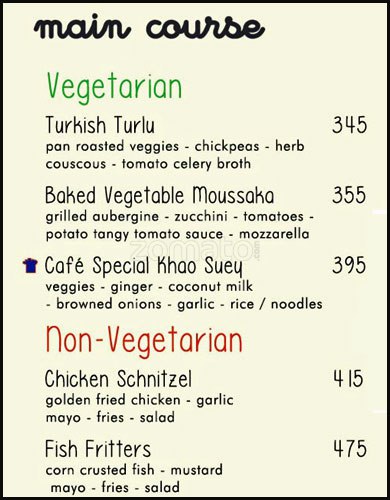 main course
Vegetarian
Turkish Turlu 345
pan roasted veggies - chickpeas - herb
couscous - tomato celery broth
Baked Vegetable Moussaka 355
grilled aubergine - zucchini - tomatoes -
potato tangy tomato sauce - mozzarella
zomato.com
Café Special Khao Suey 395
veggies - ginger - coconut milk
- browned onions - garlic - rice / noodles
Non-Vegetarian
Chicken Schnitzel 415
golden fried chicken - garlic
mayo - fries - salad
Fish Fritters 475
corn crusted fish - mustard
mayo - fries - salad